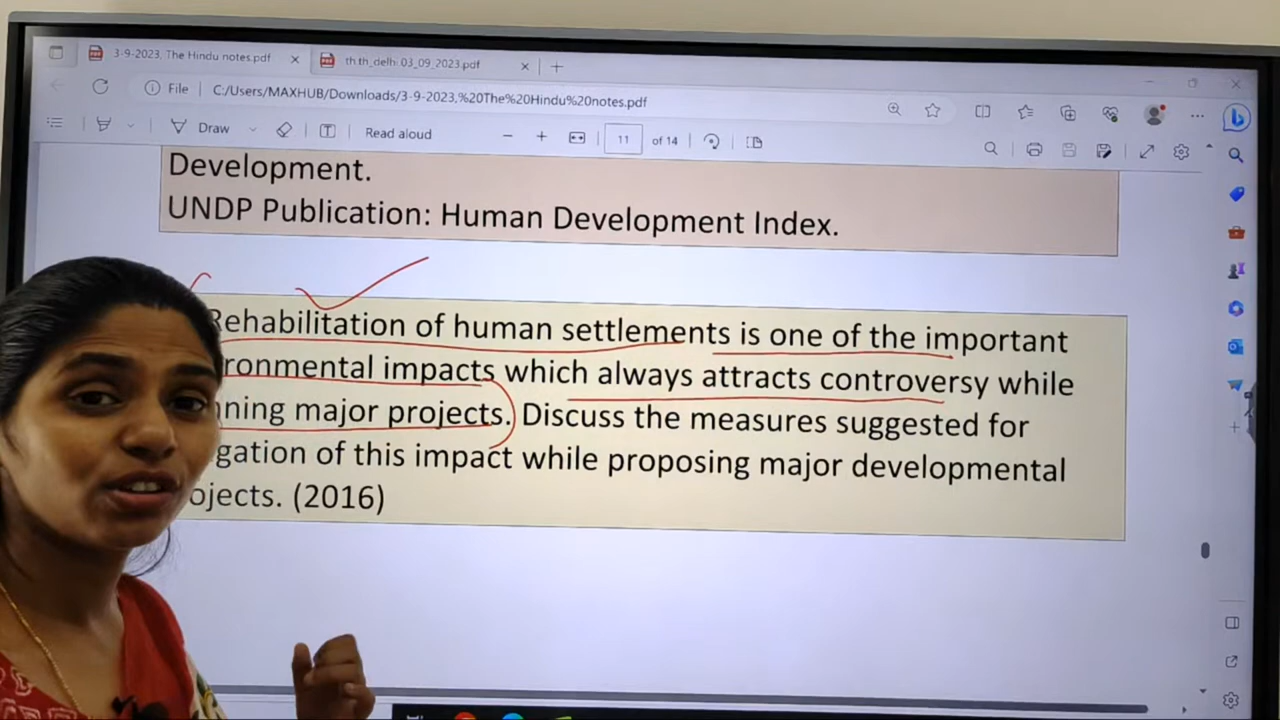 3-9-2023, The Hindu notes.pdf
th.th_delhi.03_09_2023.pdf
File
C:/Users/MAXHUB/Downloads/3-9-2023,%20The%20Hindu%20notes.pdf
Draw
Read aloud
11
of 14
Development.
UNDP Publication: Human Development Index.
Rehabilitation of human settlements is one of the important
ronmental impacts which always attracts controversy while
nning major projects. Discuss the measures suggested for
gation of this impact while proposing major developmental
ojects. (2016)